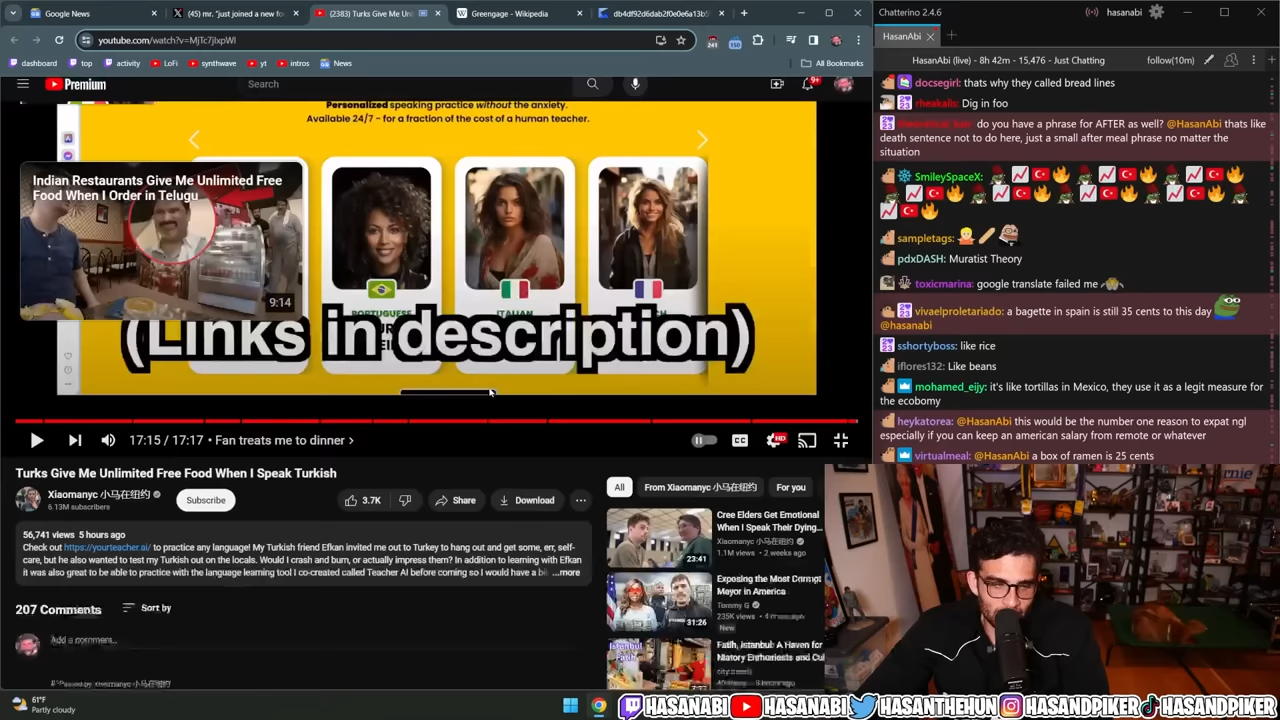 (2383) Turks Give Me Un
Google News
Greengage - Wikipedia
db4df92d6dab2f0e0e6a13b5
youtube.com/watch?v=MjTc7jIxpWI
241
150
dashboard
top
activity
LoFi
synthwave
yt
intros
News
All Bookmarks
Premium
Search
9+
Personalized speaking practice without the anxiety.
Available 24/7 - for a fraction of the cost of a human teacher.
Indian Restaurants Give Me Unlimited Free
Food When I Order in Telugu
9:14
PORTUGUESE
ITALIAN
(Links in description)
17:15 / 17:17 • Fan treats me to dinner >
CC
HD
Turks Give Me Unlimited Free Food When I Speak Turkish
Xiaomanyc 小马在纽约
6.13M subscribers
Subscribe
3.7K
Share
Download
56,741 views 5 hours ago
Check out https://yourteacher.ai/ to practice any language! My Turkish friend Efkan invited me out to Turkey to hang out and get some, err, self-
care, but he also wanted to test my Turkish out on the locals. Would I crash and burn, or actually impress them? In addition to learning with Efkan
it was also great to be able to practice with the language learning tool I co-created called Teacher AI before coming so I would have a
...more
207 Comments
Sort by
Add a comment...
All
From Xiaomanyc 小马在纽约
For you
Cree Elders Get Emotional
When I Speak Their Dying...
Xiaomanyc 小马在纽约
1.1M views • 2 weeks ago
23:41
Exposing the Most Corrupt
Mayor in America
Tommy G
235K views
New
31:26
Fatih, Istanbul: A Haven for
History Enthusiasts and Cul
Istanbul
Fatih
61°F
Partly cloudy
Chatterino 2.4.6
hasanabi
HasanAbi
HasanAbi (live) - 8h 42m - 15,476 - Just Chatting
follow(10m)
docsegirl: thats why they called bread lines
rheakalis: Dig in foo
do you have a phrase for AFTER as well? @HasanAbi thats like
death sentence not to do here, just a small after meal phrase no matter the
situation
SmileySpaceX:
sampletags:
pdxDASH: Muratist Theory
toxicmarina: google translate failed me
vivaelproletariado: a bagette in spain is still 35 cents to this day
@hasanabi
sshortyboss: like rice
iflores132: Like beans
mohamed_eijy: it's like tortillas in Mexico, they use it as a legit measure for
the ecobomy
heykatorea: @HasanAbi this would be the number one reason to expat ngl
especially if you can keep an american salary from remote or whatever
virtualmeal: @HasanAbi a box of ramen is 25 cents
HASANABI
HASANABI
HASANTHEHUN
HASANDPIKER
HASANDPIKER